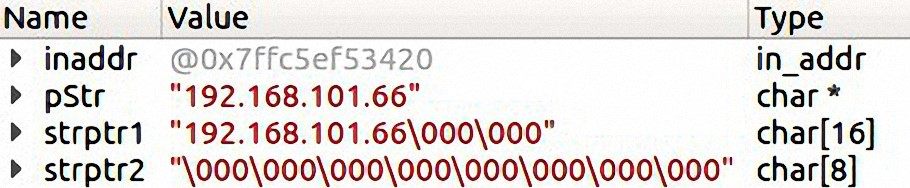 Name Value Type
inaddr @0x7ffc5ef53420 in_addr
pStr "192.168.101.66" char *
strptr1 "192.168.101.66\000\000" char[16]
strptr2 "\000\000\000\000\000\000\000\000" char[8]